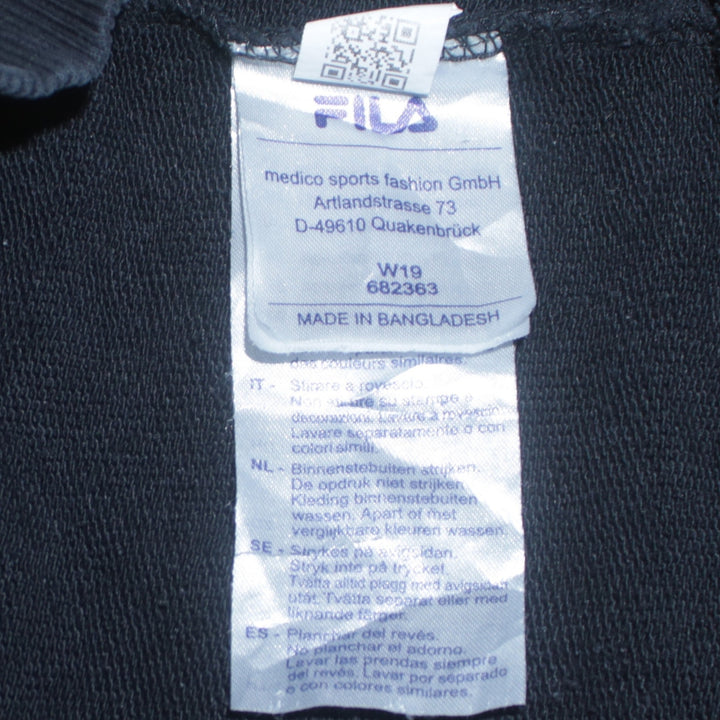 FILA
medico sports fashion GmbH
Artlandstrasse 73
D-49610 Quakenbrück
W19
682363
MADE IN BANGLADESH
des couleurs similaires.
IT - Stirare a rovescio.
Non stirare su stampe e
decorazioni. Lavare a rovescio
Lavare separatamente o con
colori simili.
NL - Binnenstebuiten strijken.
De opdruk niet strijken
Kleding binnenstebuiten
wassen. Apart of met
verglijkbare kleuren wassen.
SE - Strykes på avigsidan.
Stryk inte på trycket.
Tvätta alltid plagg med avigsidan
utåt. Tvätta separat eller med
liknande färger.
ES - Planchar del revés.
No planchar el adorno.
Lavar las prendas siempre
del revés. Lavar por separado
o con colores similares.